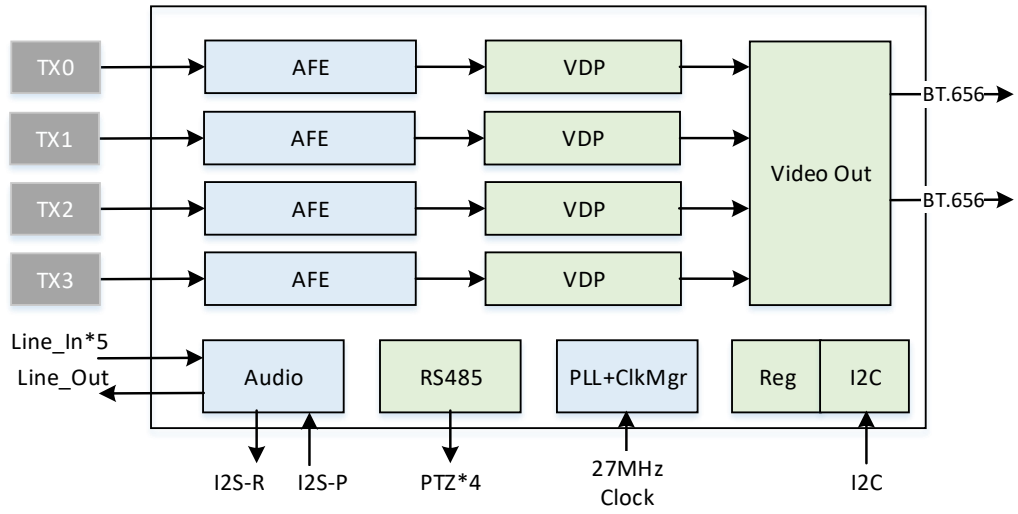 TX0 AFE VDP
BT.656
TX1 AFE VDP
Video Out
TX2 AFE VDP
BT.656
TX3 AFE VDP
Line_In*5
Line_Out
Audio RS485 PLL+ClkMgr Reg I2C
I2S-R I2S-P PTZ*4 27MHz I2C
Clock